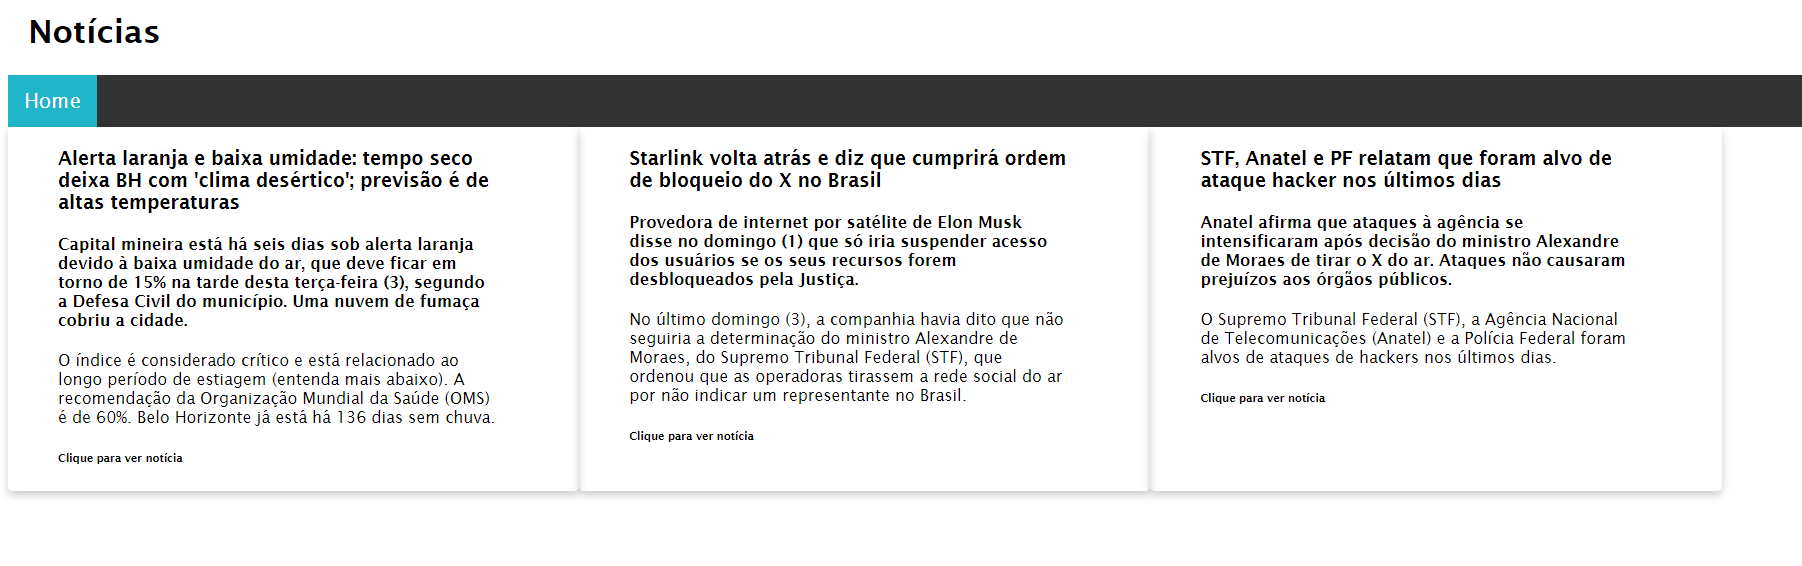 Notícias
Home
Alerta laranja e baixa umidade: tempo seco
deixa BH com 'clima desértico'; previsão é de
altas temperaturas
Capital mineira está há seis dias sob alerta laranja
devido à baixa umidade do ar, que deve ficar em
torno de 15% na tarde desta terça-feira (3), segundo
a Defesa Civil do município. Uma nuvem de fumaça
cobriu a cidade.
O índice é considerado crítico e está relacionado ao
longo período de estiagem (entenda mais abaixo). A
recomendação da Organização Mundial da Saúde (OMS)
é de 60%. Belo Horizonte já está há 136 dias sem chuva.
Clique para ver notícia
Starlink volta atrás e diz que cumprirá ordem
de bloqueio do X no Brasil
Provedora de internet por satélite de Elon Musk
disse no domingo (1) que só iria suspender acesso
dos usuários se os seus recursos forem
desbloqueados pela Justiça.
No último domingo (3), a companhia havia dito que não
seguiria a determinação do ministro Alexandre de
Moraes, do Supremo Tribunal Federal (STF), que
ordenou que as operadoras tirassem a rede social do ar
por não indicar um representante no Brasil.
Clique para ver notícia
STF, Anatel e PF relatam que foram alvo de
ataque hacker nos últimos dias
Anatel afirma que ataques à agência se
intensificaram após decisão do ministro Alexandre
de Moraes de tirar o X do ar. Ataques não causaram
prejuízos aos órgãos públicos.
O Supremo Tribunal Federal (STF), a Agência Nacional
de Telecomunicações (Anatel) e a Polícia Federal foram
alvos de ataques de hackers nos últimos dias.
Clique para ver notícia